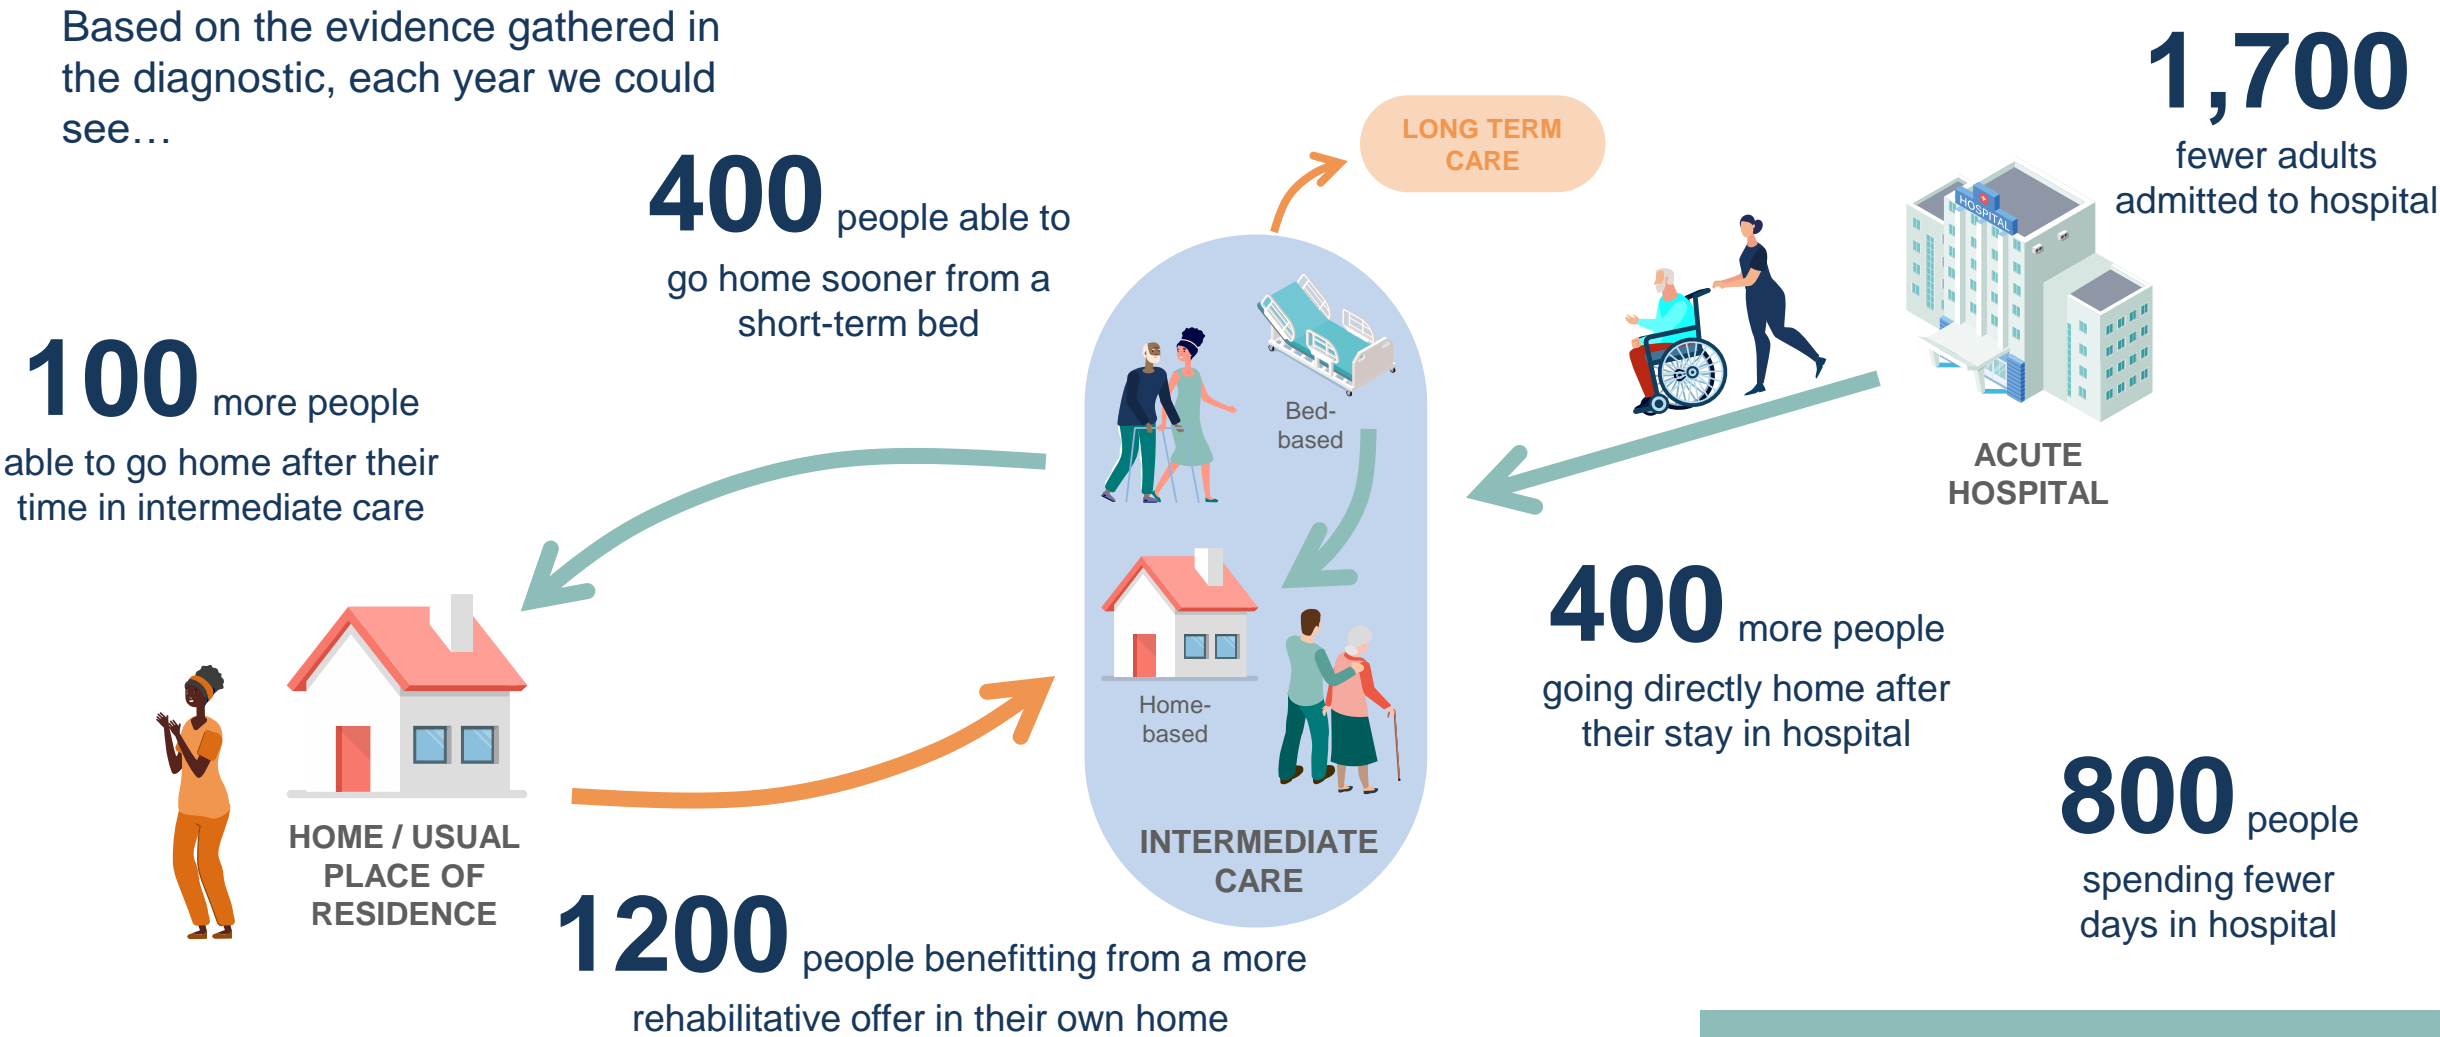 Based on the evidence gathered in
the diagnostic, each year we could
see…
1,700
fewer adults
admitted to hospital
LONG TERM
CARE
400 people able to
go home sooner from a
short-term bed
HOSPITAL
100 more people
able to go home after their
time in intermediate care
Bed-
based
ACUTE
HOSPITAL
400 more people
going directly home after
their stay in hospital
Home-
based
800 people
spending fewer
days in hospital
HOME / USUAL
PLACE OF
RESIDENCE
INTERMEDIATE
CARE
1200 people benefitting from a more
rehabilitative offer in their own home